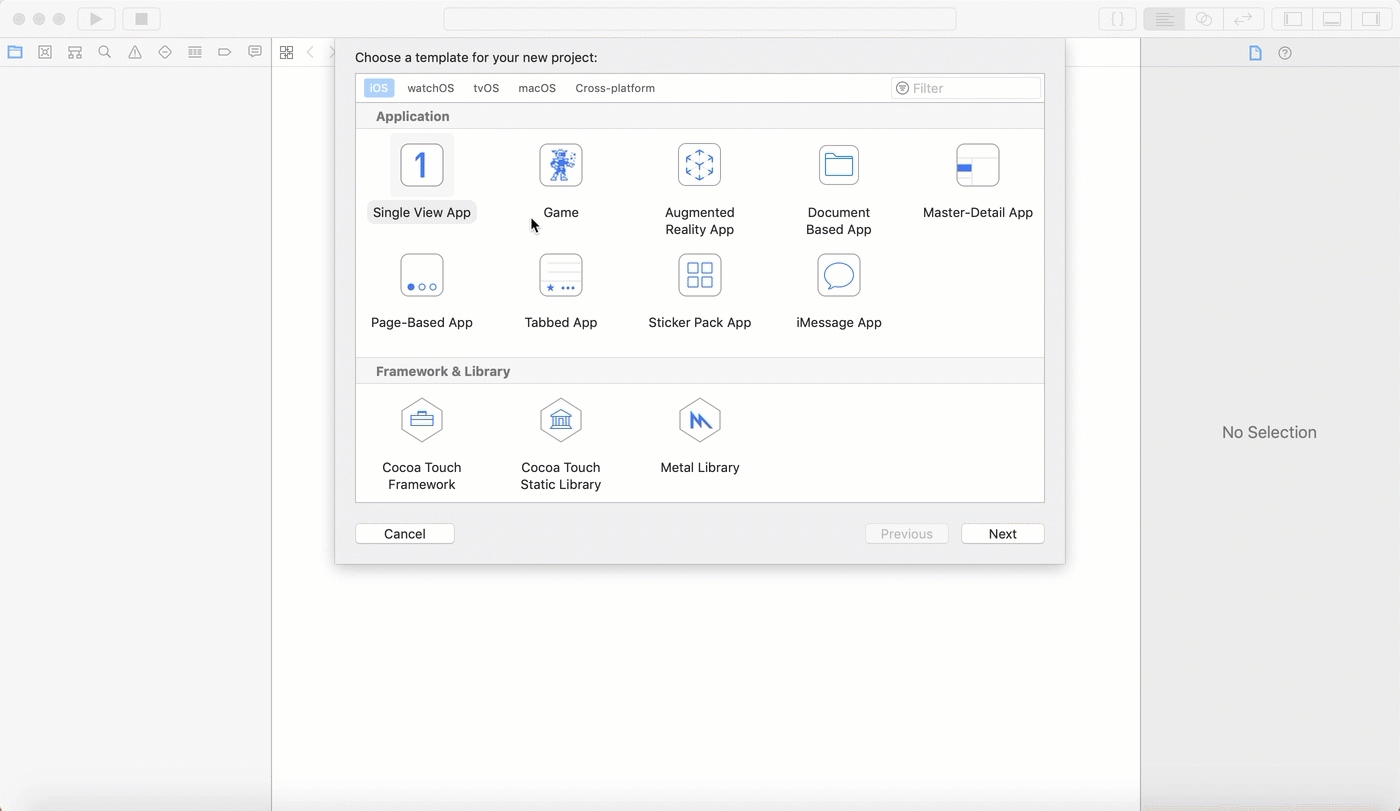 { }
Choose a template for your new project:
iOS watchOS tvOS macOS Cross-platform Filter
Application
1
Single View App Game Augmented Reality App Document Based App Master-Detail App
Page-Based App Tabbed App Sticker Pack App iMessage App
Framework & Library
Cocoa Touch Framework Cocoa Touch Static Library Metal Library
No Selection
Cancel Previous Next